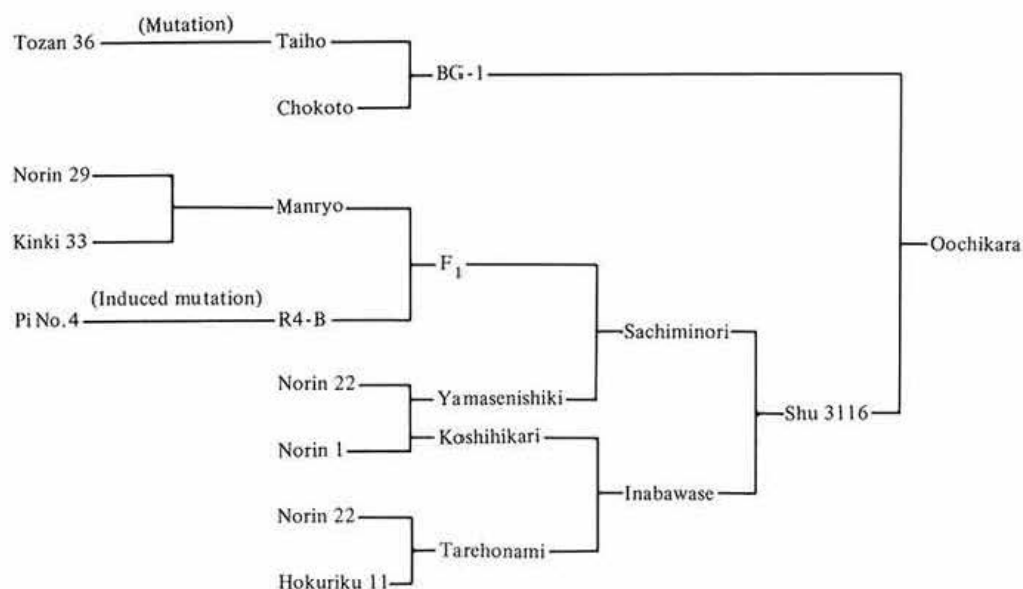 (Mutation)
Tozan 36
Taiho
BG-1
Chokoto
Norin 29
Manryo
Kinki 33
F1
Oochikara
(Induced mutation)
Pi No.4
R4-B
Sachiminori
Norin 22
Yamasenishiki
Shu 3116
Koshihikari
Norin 1
Inabawase
Norin 22
Tarehonami
Hokuriku 11